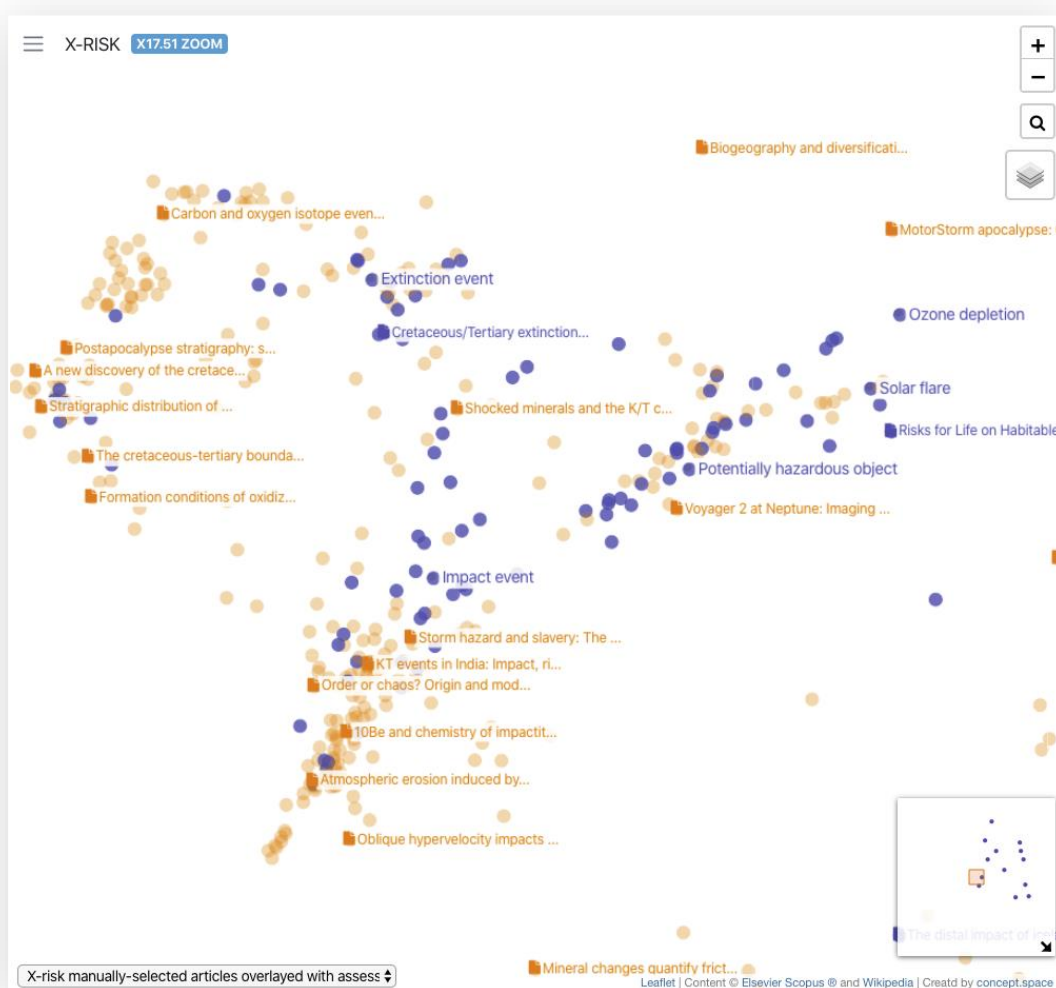 X-RISK X17.51 ZOOM
+
−
Biogeography and diversificati...
Carbon and oxygen isotope even...
MotorStorm apocalypse:
Extinction event
Ozone depletion
Cretaceous/Tertiary extinction...
Postapocalypse stratigraphy: s...
A new discovery of the cretace...
Solar flare
Stratigraphic distribution of ...
Shocked minerals and the K/T c...
Risks for Life on Habitable
The cretaceous-tertiary bounda...
Potentially hazardous object
Formation conditions of oxidiz...
Voyager 2 at Neptune: Imaging ...
Impact event
Storm hazard and slavery: The ...
KT events in India: Impact, ri...
Order or chaos? Origin and mod...
10Be and chemistry of impactit...
Atmospheric erosion induced by...
Oblique hypervelocity impacts ...
The distal impact of ice
Mineral changes quantify frict...
X-risk manually-selected articles overlayed with assess
Leaflet | Content © Elsevier Scopus ® and Wikipedia | Creatd by concept.space